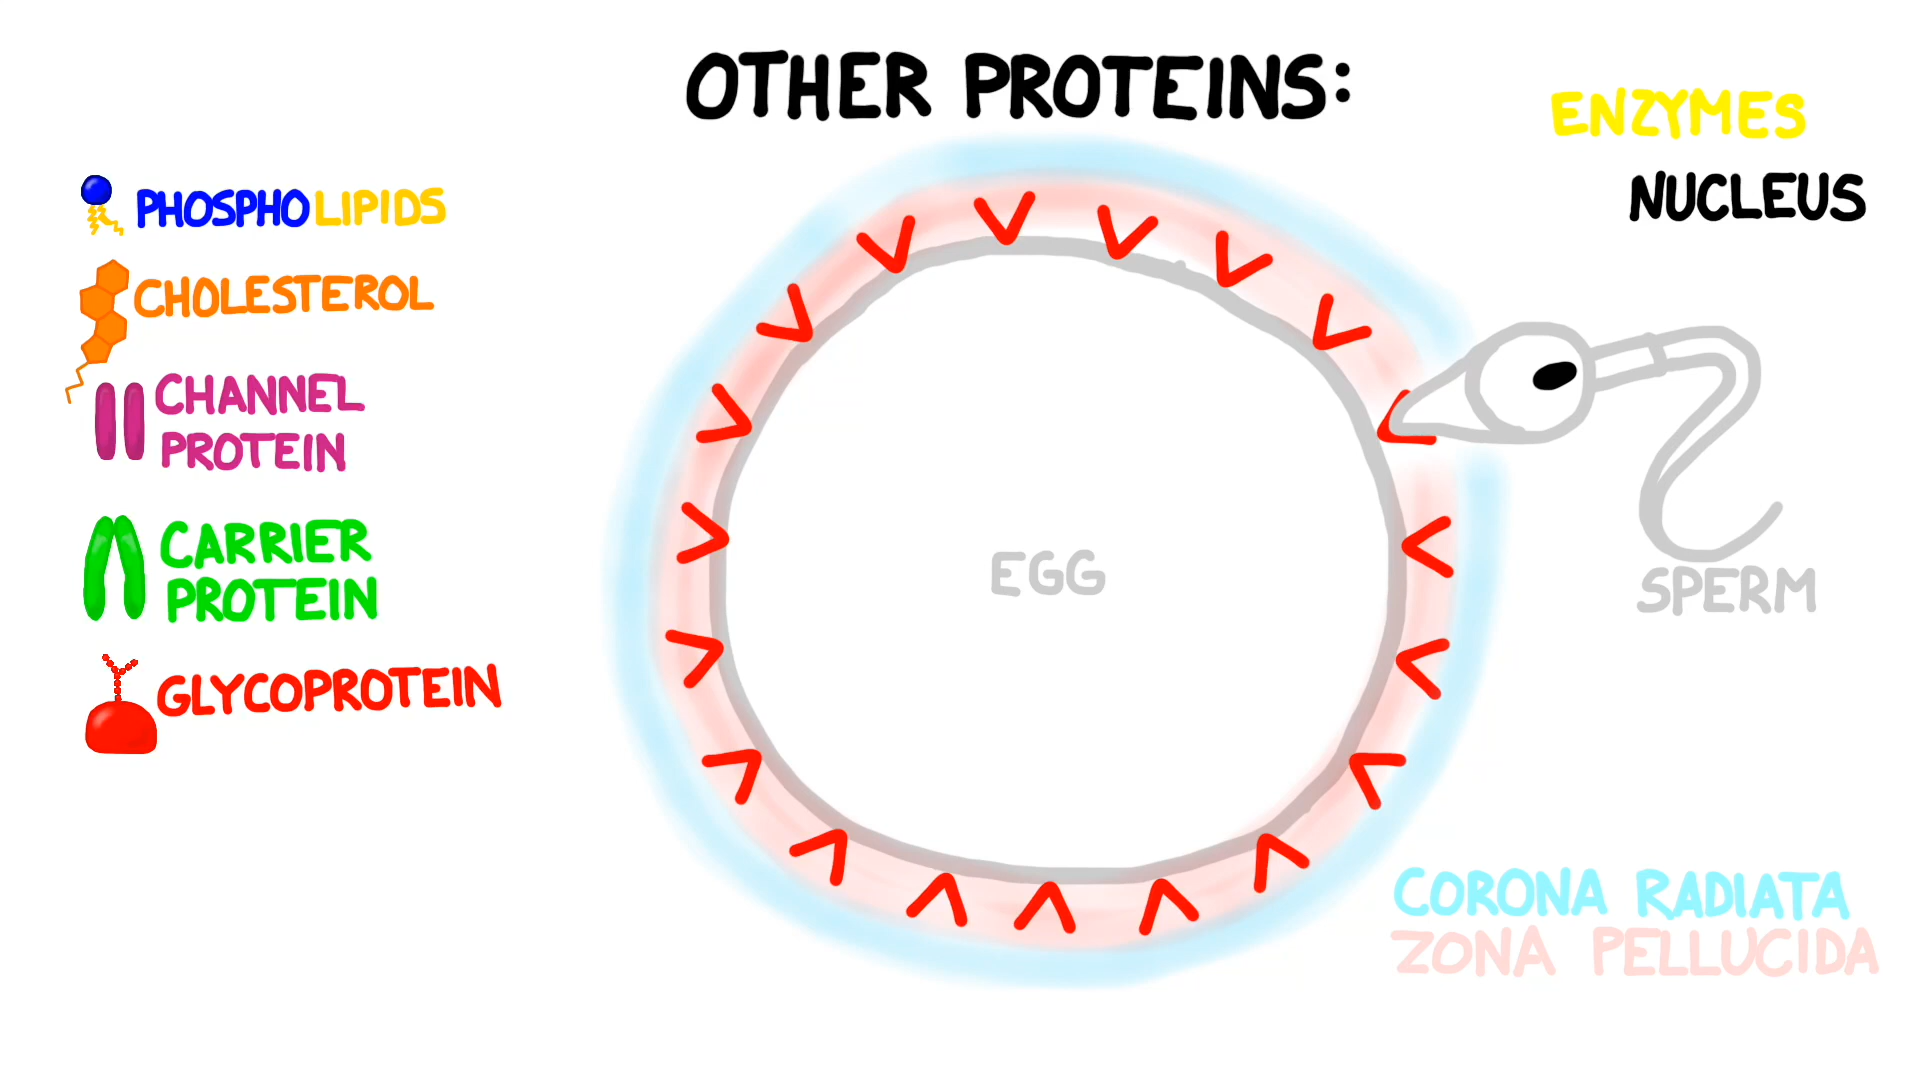 OTHER PROTEINS:
ENZYMES
NUCLEUS
PHOSPHOLIPIDS
CHOLESTEROL
CHANNEL
PROTEIN
CARRIER
PROTEIN
GLYCOPROTEIN
EGG
SPERM
CORONA RADIATA
ZONA PELLUCIDA